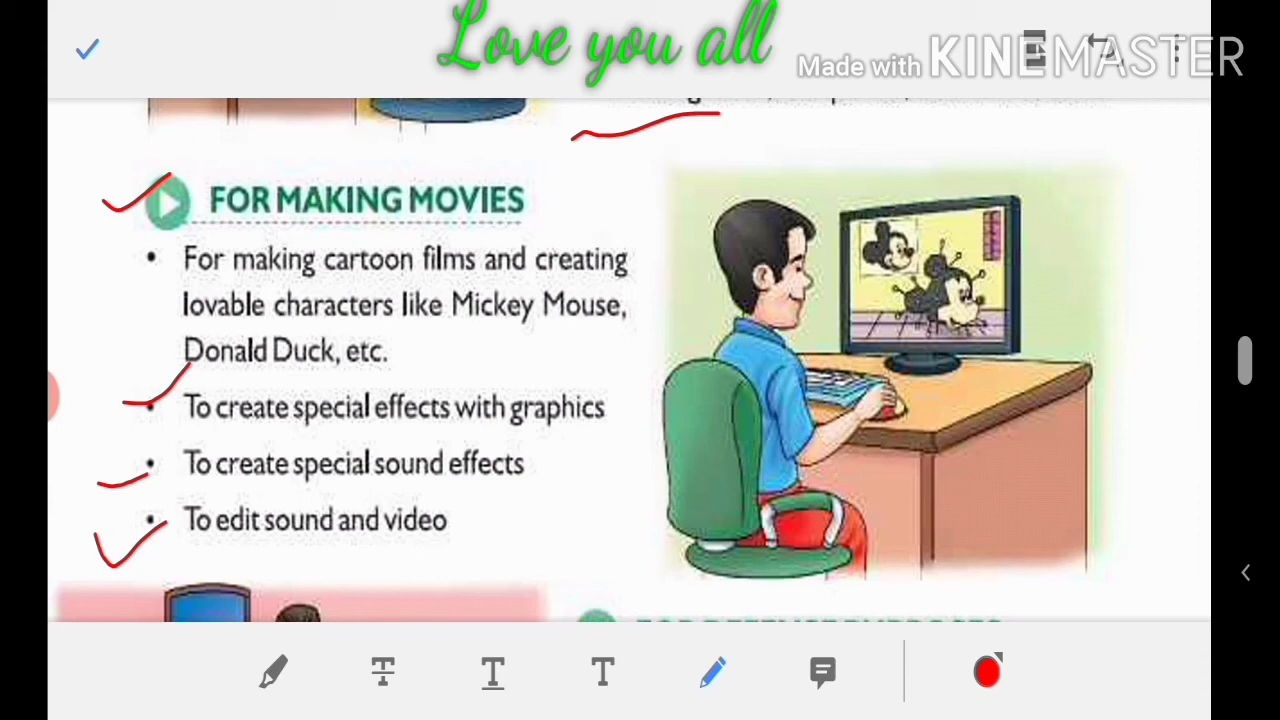 Love you all
Made with KINEMASTER
FOR MAKING MOVIES
• For making cartoon films and creating
lovable characters like Mickey Mouse,
Donald Duck, etc.
• To create special effects with graphics
• To create special sound effects
• To edit sound and video